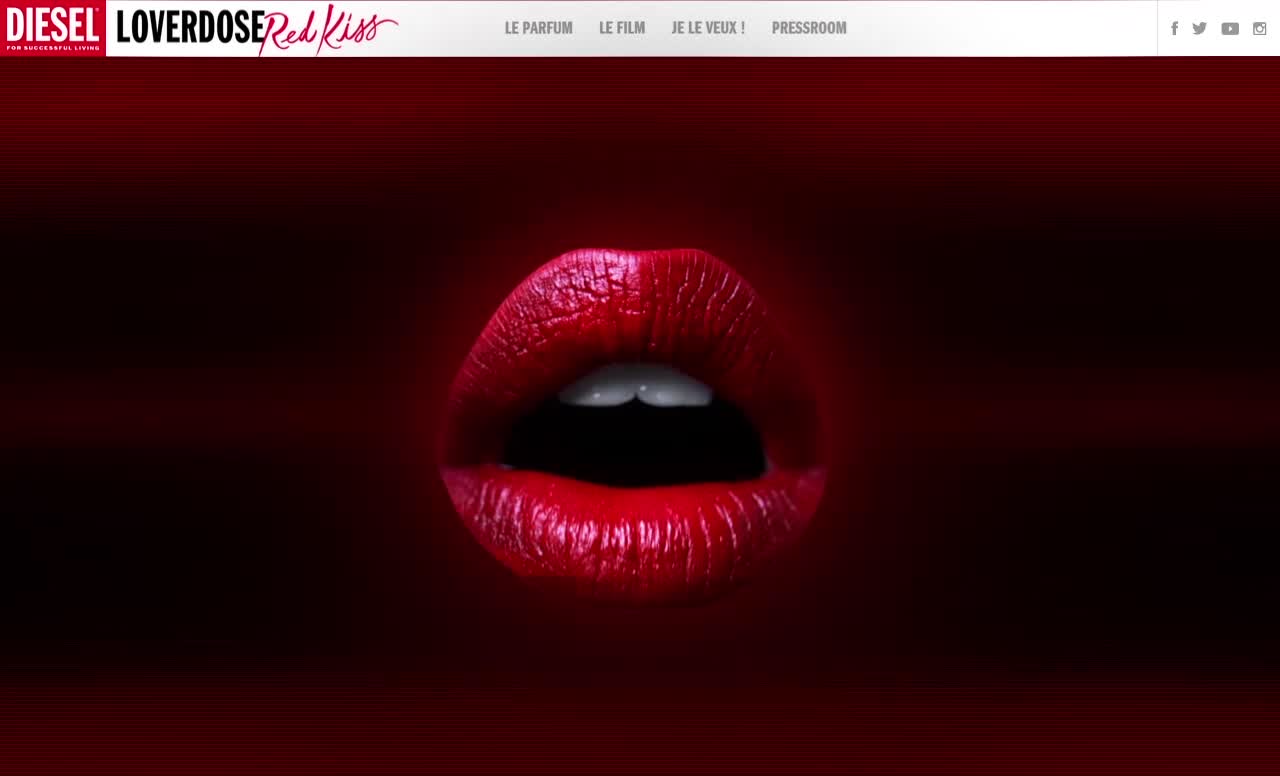 DIESEL
FOR SUCCESSFUL LIVING
LOVERDOSE Red Kiss
LE PARFUM
LE FILM
JE LE VEUX !
PRESSROOM